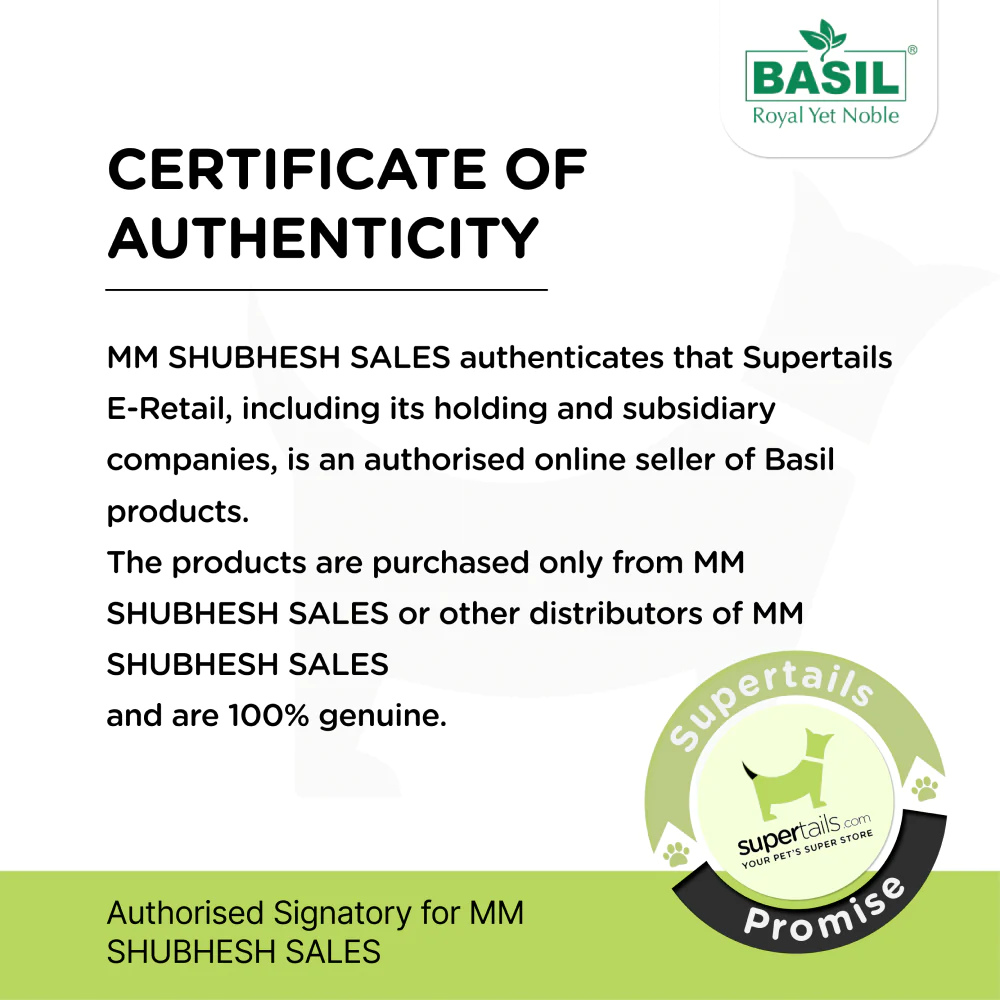 BASIL®
Royal Yet Noble
CERTIFICATE OF
AUTHENTICITY
MM SHUBHESH SALES authenticates that Supertails
E-Retail, including its holding and subsidiary
companies, is an authorised online seller of Basil
products.
The products are purchased only from MM
SHUBHESH SALES or other distributors of MM
SHUBHESH SALES
and are 100% genuine.
Supertails
supertails.com
YOUR PET'S SUPER STORE
Promise
Authorised Signatory for MM
SHUBHESH SALES